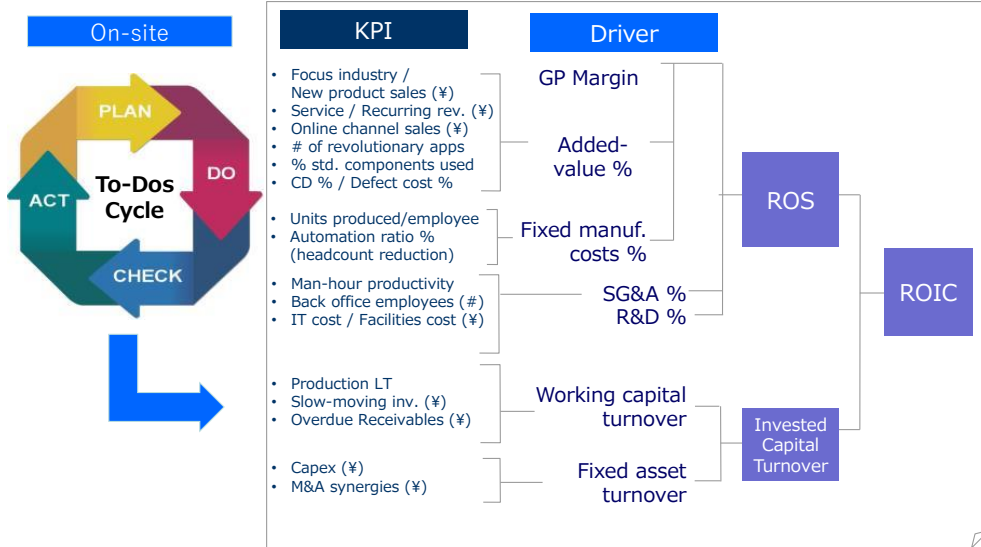 On-site
PLAN
DO
CHECK
ACT
To-Dos
Cycle
KPI
• Focus industry /
New product sales (¥)
• Service / Recurring rev. (¥)
• Online channel sales (¥)
• # of revolutionary apps
• % std. components used
• CD % / Defect cost %
• Units produced/employee
• Automation ratio %
(headcount reduction)
• Man-hour productivity
• Back office employees (#)
• IT cost / Facilities cost (¥)
• Production LT
• Slow-moving inv. (¥)
• Overdue Receivables (¥)
• Capex (¥)
• M&A synergies (¥)
Driver
GP Margin
Added-
value %
Fixed manuf.
costs %
SG&A %
R&D %
Working capital
turnover
Fixed asset
turnover
ROS
Invested
Capital
Turnover
ROIC